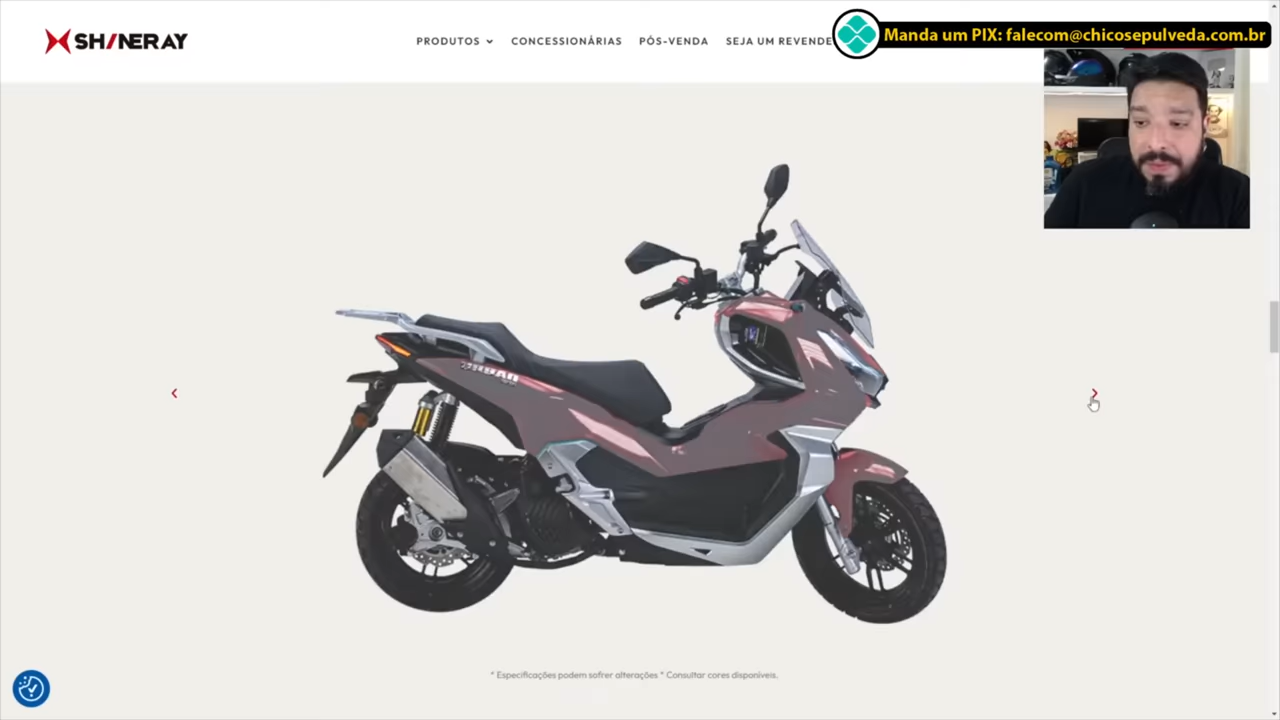 SHINERAY
PRODUTOS
CONCESSIONÁRIAS
PÓS-VENDA
SEJA UM REVENDE
Manda um PIX: falecom@chicosepulveda.com.br
* Especificações podem sofrer alterações * Consultar cores disponíveis.